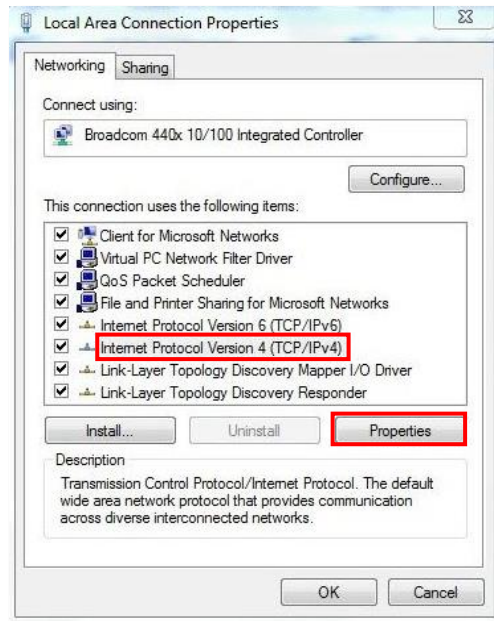 Local Area Connection Properties
Networking
Sharing
Connect using:
Broadcom 440x 10/100 Integrated Controller
Configure...
This connection uses the following items:
Client for Microsoft Networks
Virtual PC Network Filter Driver
QoS Packet Scheduler
File and Printer Sharing for Microsoft Networks
Internet Protocol Version 6 (TCP/IPv6)
Internet Protocol Version 4 (TCP/IPv4)
Link-Layer Topology Discovery Mapper I/O Driver
Link-Layer Topology Discovery Responder
Install...
Uninstall
Properties
Description
Transmission Control Protocol/Internet Protocol. The default
wide area network protocol that provides communication
across diverse interconnected networks.
OK
Cancel